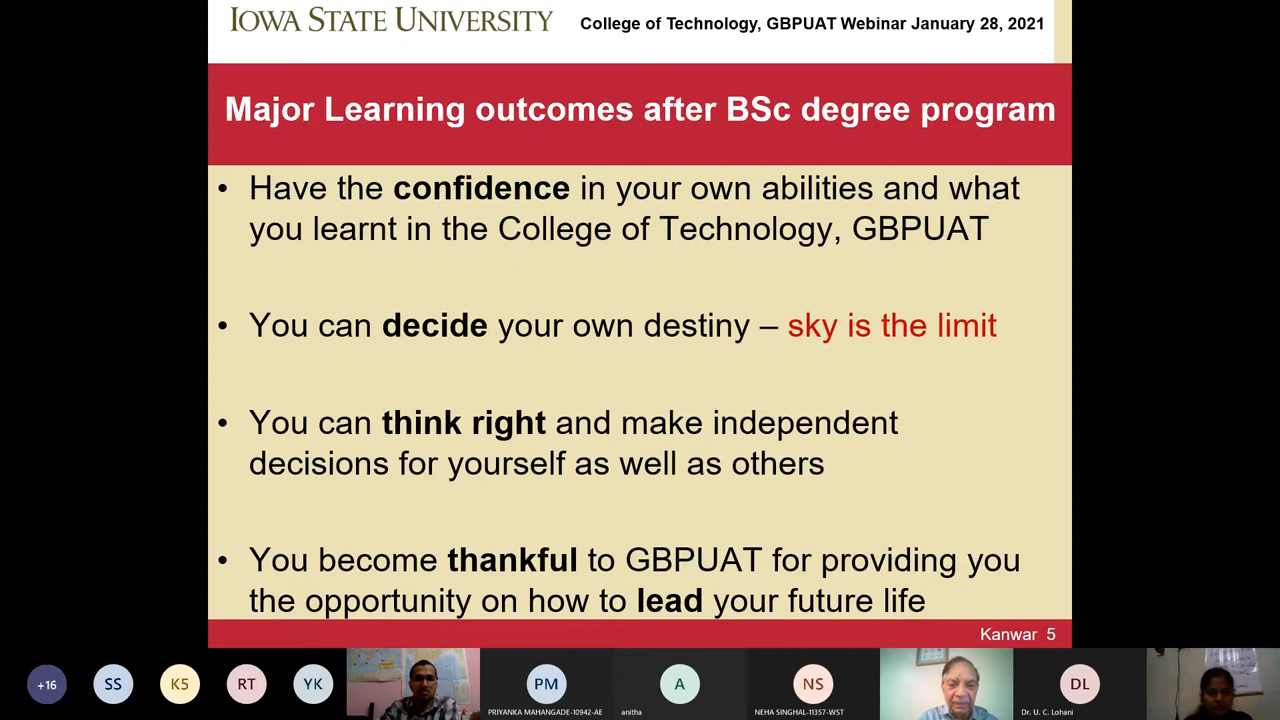 IOWA STATE UNIVERSITY College of Technology, GBPUAT Webinar January 28, 2021
Major Learning outcomes after BSc degree program
• Have the confidence in your own abilities and what
you learnt in the College of Technology, GBPUAT
• You can decide your own destiny – sky is the limit
• You can think right and make independent
decisions for yourself as well as others
• You become thankful to GBPUAT for providing you
the opportunity on how to lead your future life
Kanwar 5
+16 SS K5 RT YK PM A NS DL
PRIYANKA MAHANGADE-10942-AE anitha NEHA SINGHAL-11357-WST Dr. U. C. Lohani